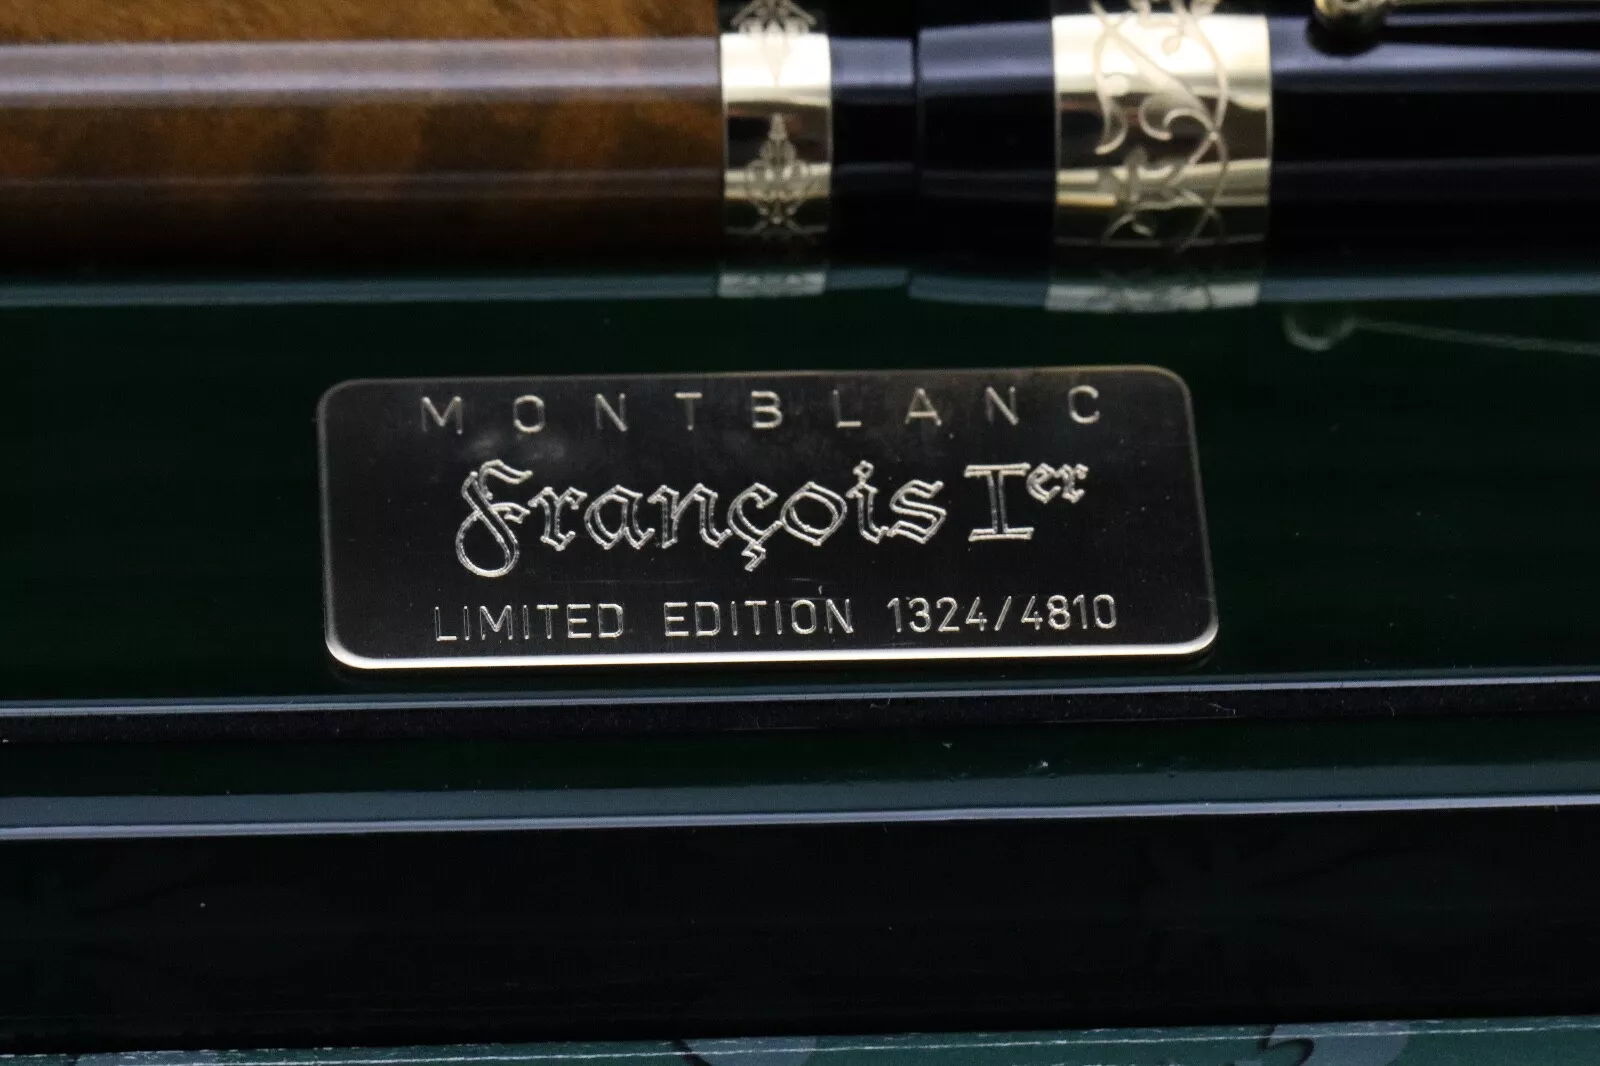 MONTBLANC
François Ier
LIMITED EDITION 1324/4810